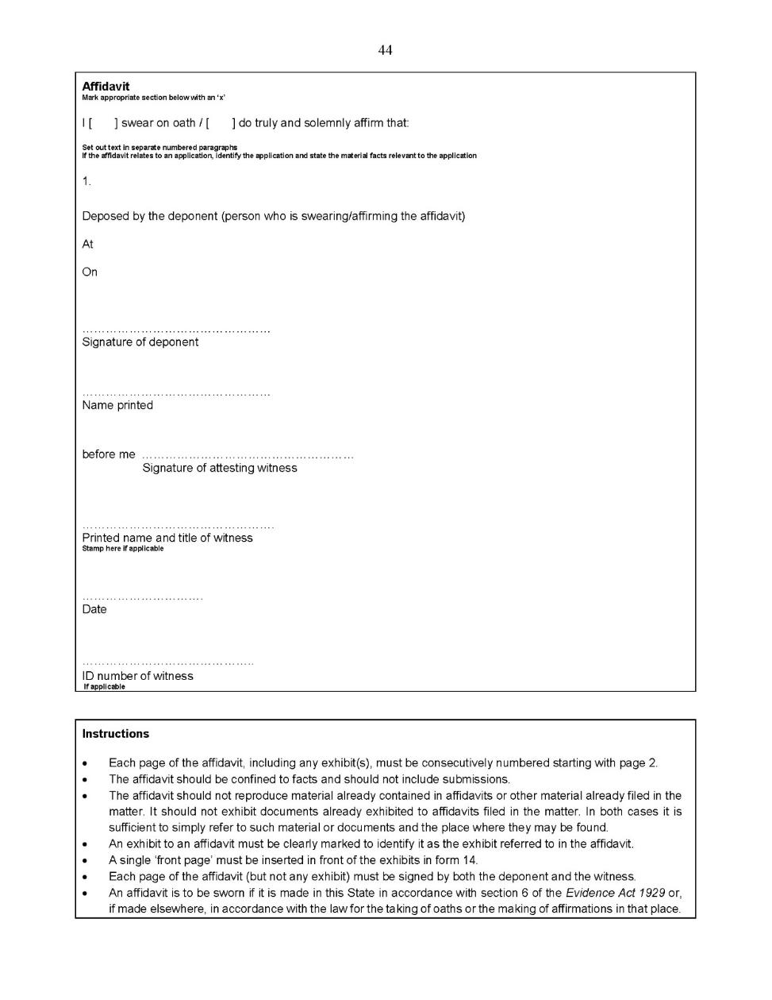 44
Affidavit
Mark appropriate section below with an ‘x’
I [ ] swear on oath / [ ] do truly and solemnly affirm that:
Set out text in separate numbered paragraphs
If the affidavit relates to an application, identify the application and state the material facts relevant to the application
1.
Deposed by the deponent (person who is swearing/affirming the affidavit)
At
On
…………………………………………
Signature of deponent
…………………………………………
Name printed
before me ………………………………………………
Signature of attesting witness
………………………………………….
Printed name and title of witness
Stamp here if applicable
………………………….
Date
……………………………………..
ID number of witness
If applicable
Instructions
• Each page of the affidavit, including any exhibit(s), must be consecutively numbered starting with page 2.
• The affidavit should be confined to facts and should not include submissions.
• The affidavit should not reproduce material already contained in affidavits or other material already filed in the
matter. It should not exhibit documents already exhibited to affidavits filed in the matter. In both cases it is
sufficient to simply refer to such material or documents and the place where they may be found.
• An exhibit to an affidavit must be clearly marked to identify it as the exhibit referred to in the affidavit.
• A single ‘front page’ must be inserted in front of the exhibits in form 14.
• Each page of the affidavit (but not any exhibit) must be signed by both the deponent and the witness.
• An affidavit is to be sworn if it is made in this State in accordance with section 6 of the Evidence Act 1929 or,
if made elsewhere, in accordance with the law for the taking of oaths or the making of affirmations in that place.